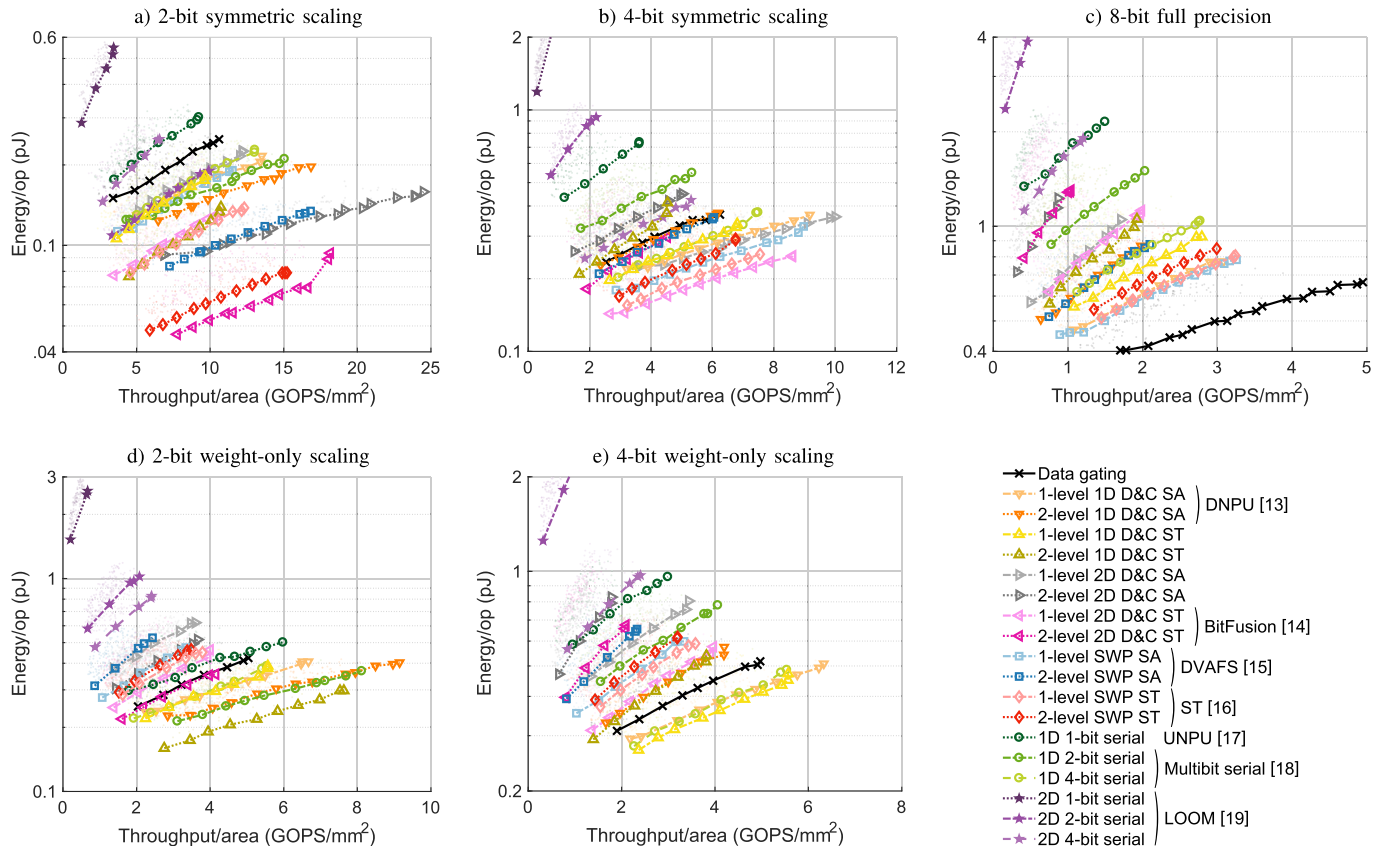 a) 2-bit symmetric scaling
0.6
0.1
.04
Energy/op (pJ)
0 5 10 15 20 25
Throughput/area (GOPS/mm²)
b) 4-bit symmetric scaling
2
1
0.1
Energy/op (pJ)
0 2 4 6 8 10 12
Throughput/area (GOPS/mm²)
c) 8-bit full precision
4
1
0.4
Energy/op (pJ)
0 1 2 3 4 5
Throughput/area (GOPS/mm²)
d) 2-bit weight-only scaling
3
1
0.1
Energy/op (pJ)
0 2 4 6 8 10
Throughput/area (GOPS/mm²)
e) 4-bit weight-only scaling
2
1
0.2
Energy/op (pJ)
0 2 4 6 8
Throughput/area (GOPS/mm²)
Data gating
1-level 1D D&C SA
2-level 1D D&C SA
DNPU [13]
1-level 1D D&C ST
2-level 1D D&C ST
1-level 2D D&C SA
2-level 2D D&C SA
1-level 2D D&C ST
2-level 2D D&C ST
BitFusion [14]
1-level SWP SA
2-level SWP SA
DVAFS [15]
1-level SWP ST
2-level SWP ST
ST [16]
1D 1-bit serial UNPU [17]
1D 2-bit serial
1D 4-bit serial
Multibit serial [18]
2D 1-bit serial
2D 2-bit serial
2D 4-bit serial
LOOM [19]